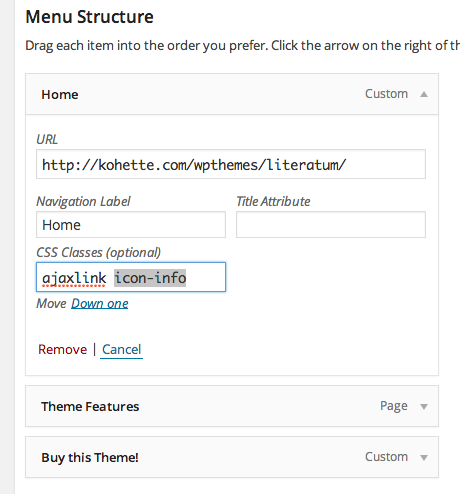 Menu Structure
Drag each item into the order you prefer. Click the arrow on the right of
Home Custom
URL
http://kohette.com/wpthemes/literatum/
Navigation Label Title Attribute
Home
CSS Classes (optional)
ajaxlink icon-info
Move Down one
Remove | Cancel
Theme Features Page
Buy this Theme! Custom